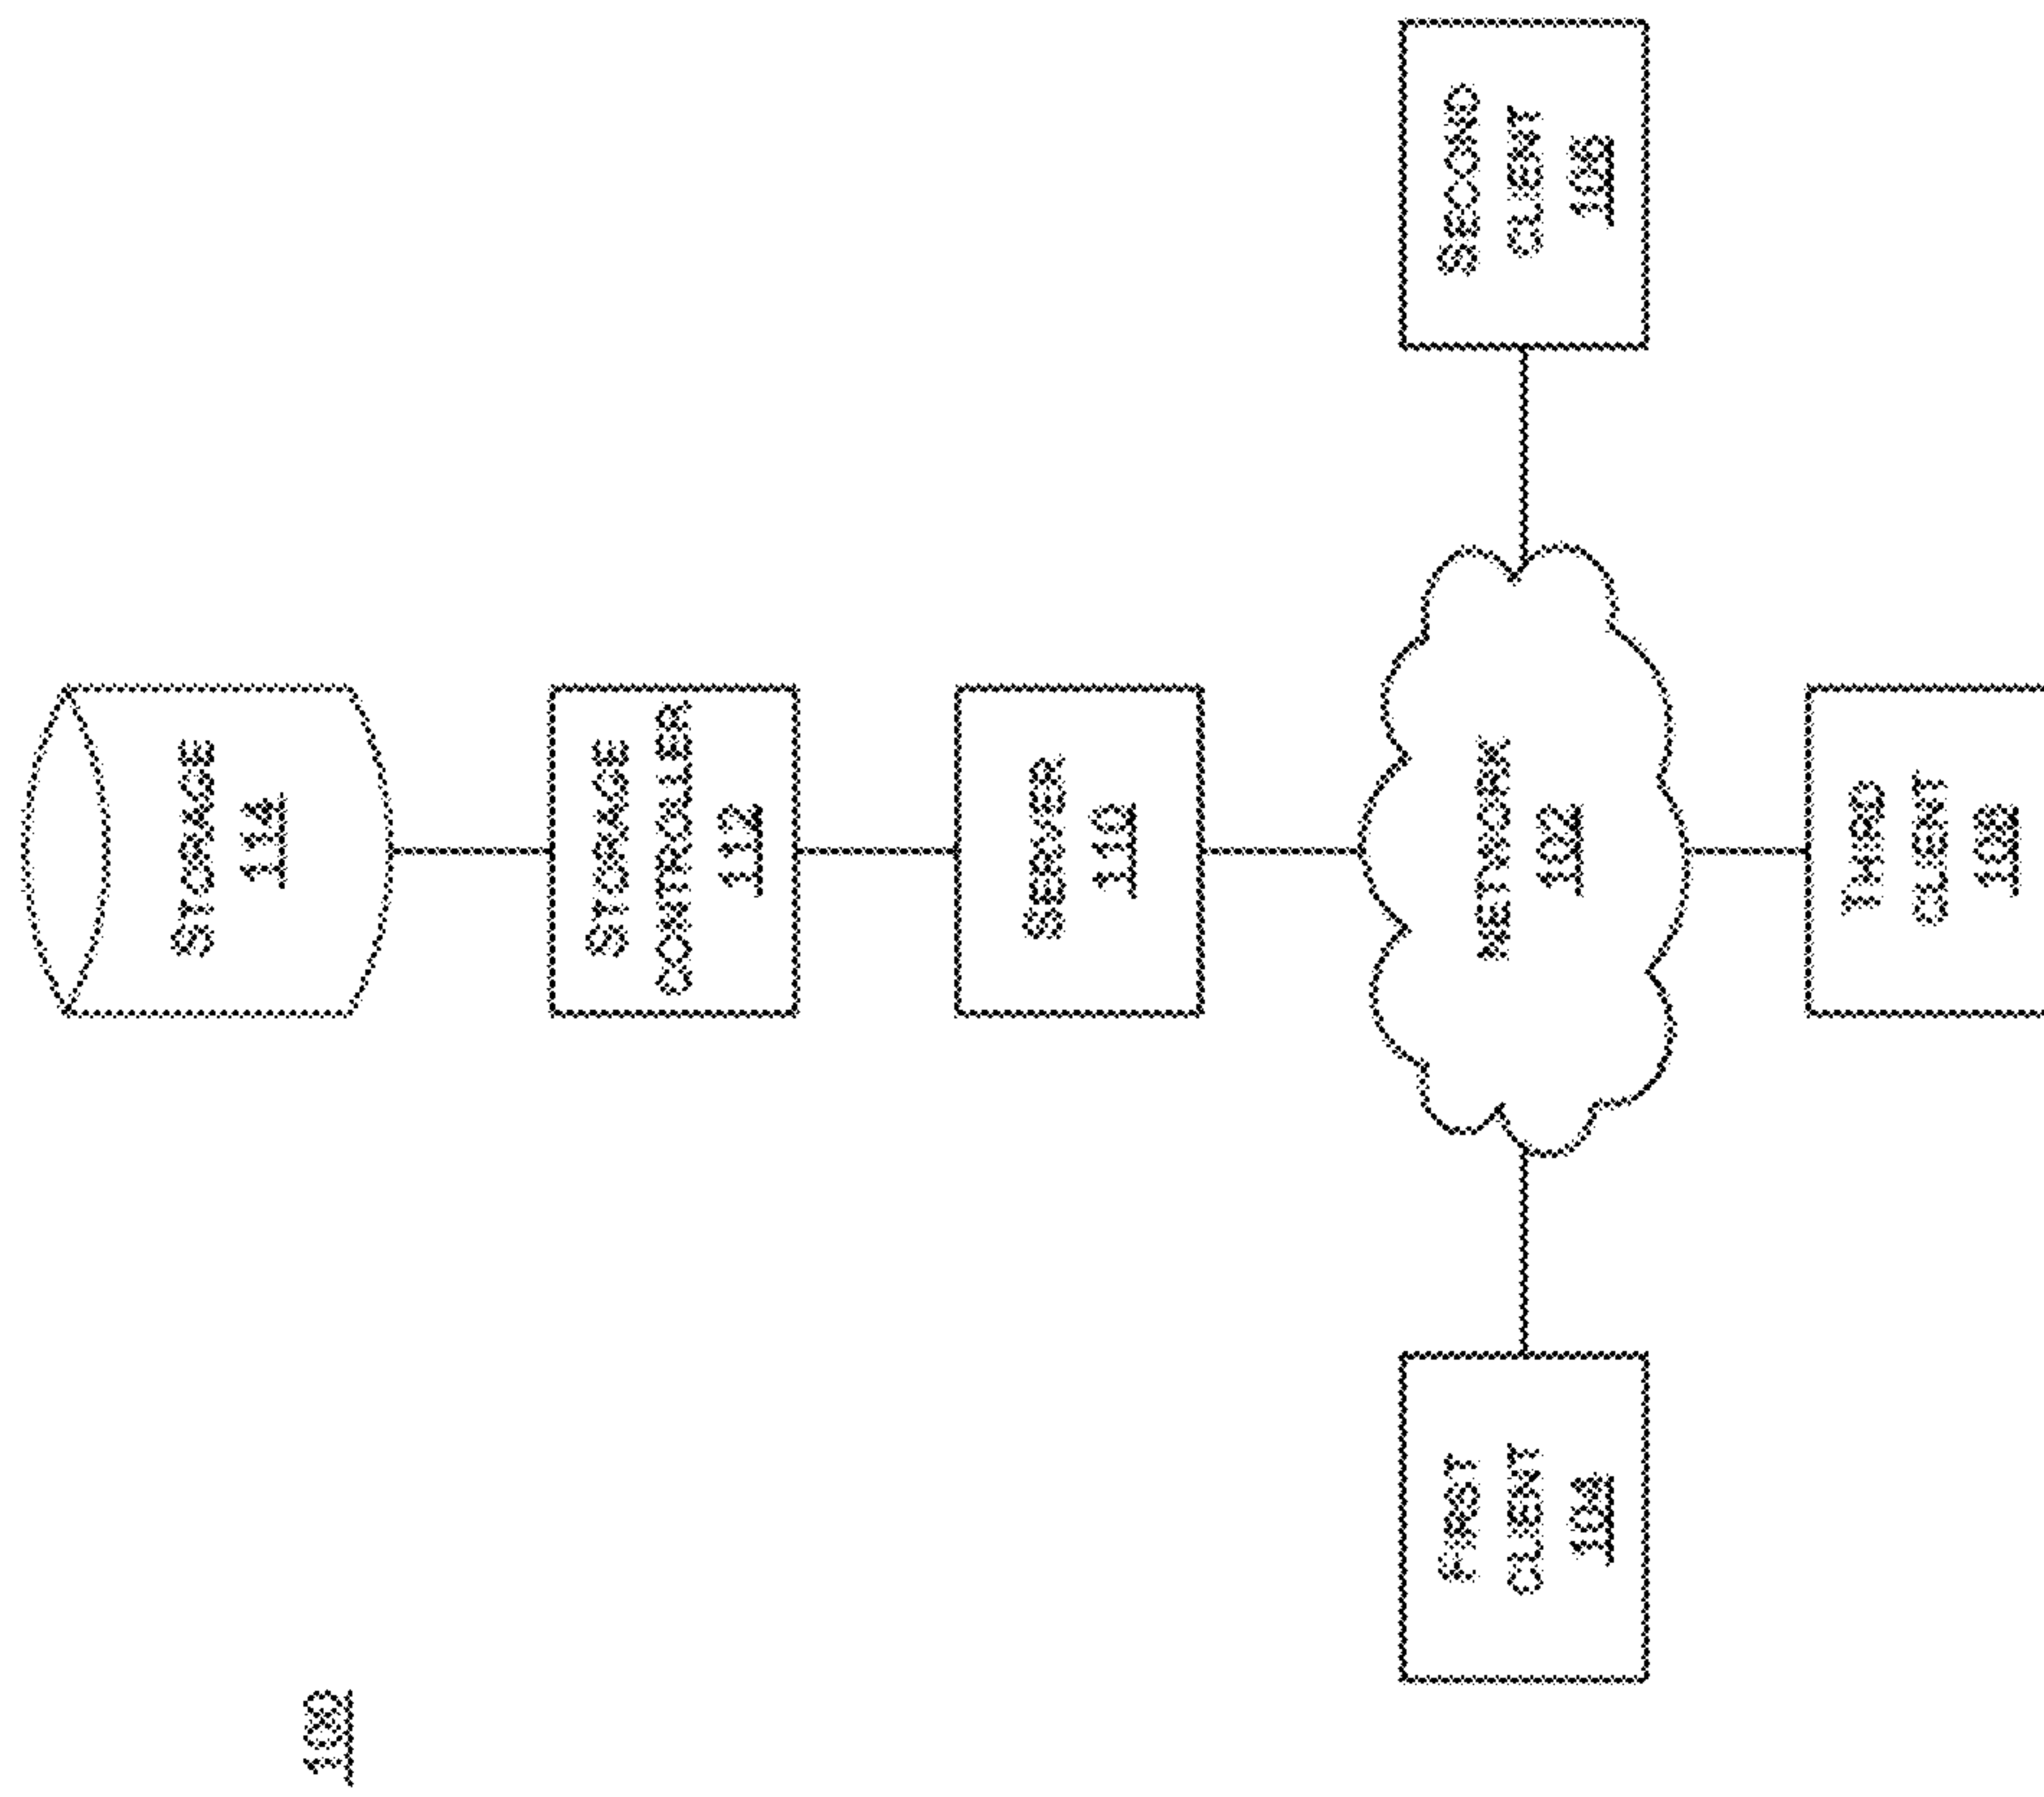 100
STORAGE
114
STORAGE
CONTROLLER
112
SERVER
110
FIRST
CLIENT
104
NETWORK
102
SECOND
CLIENT
106
THIRD
CLIENT
108